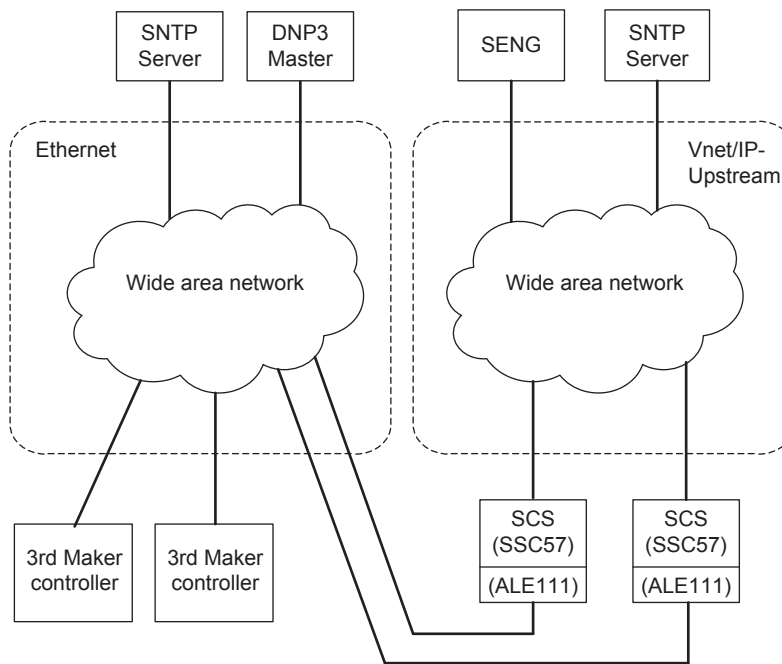 SNTP
Server
DNP3
Master
SENG
SNTP
Server
Ethernet
Vnet/IP-
Upstream
Wide area network
Wide area network
3rd Maker
controller
3rd Maker
controller
SCS
(SSC57)
(ALE111)
SCS
(SSC57)
(ALE111)